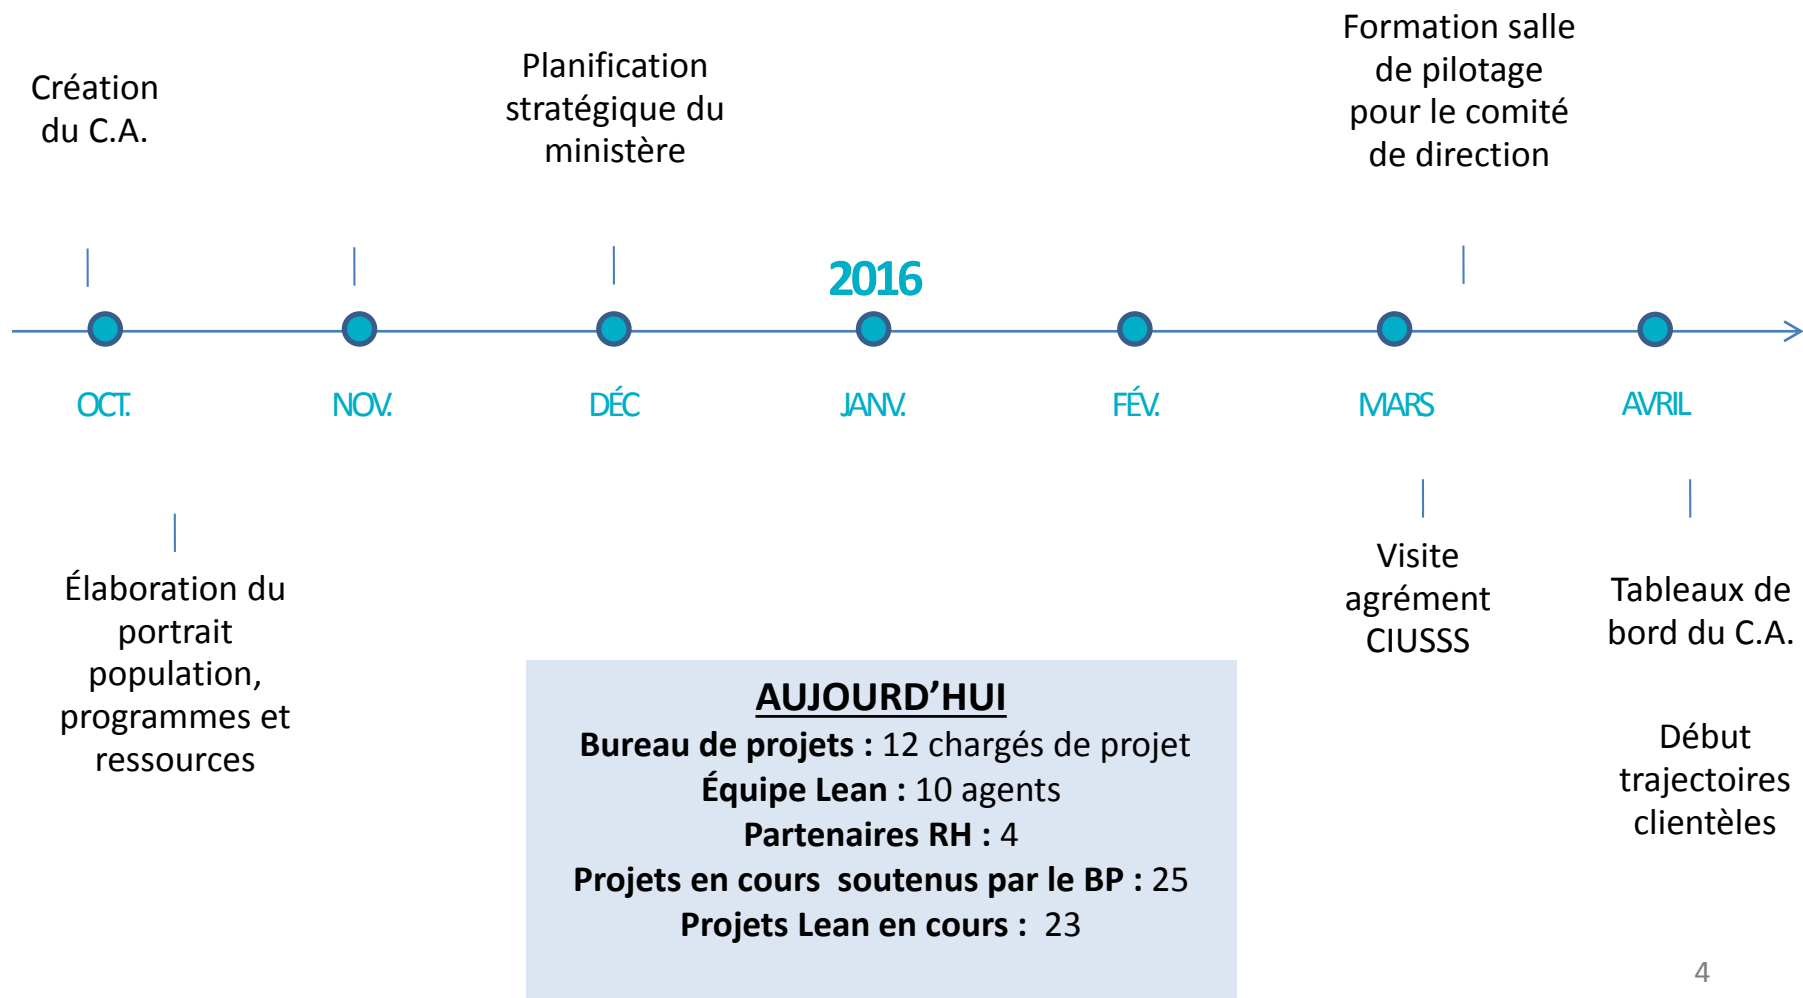 Création
du C.A.
Planification
stratégique du
ministère
Formation salle
de pilotage
pour le comité
de direction
2016
OCT.
NOV.
DÉC
JANV.
FÉV.
MARS
AVRIL
Élaboration du
portrait
population,
programmes et
ressources
Visite
agrément
CIUSSS
Tableaux de
bord du C.A.
Début
trajectoires
clientèles
AUJOURD’HUI
Bureau de projets : 12 chargés de projet
Équipe Lean : 10 agents
Partenaires RH : 4
Projets en cours  soutenus par le BP : 25
Projets Lean en cours :  23
4